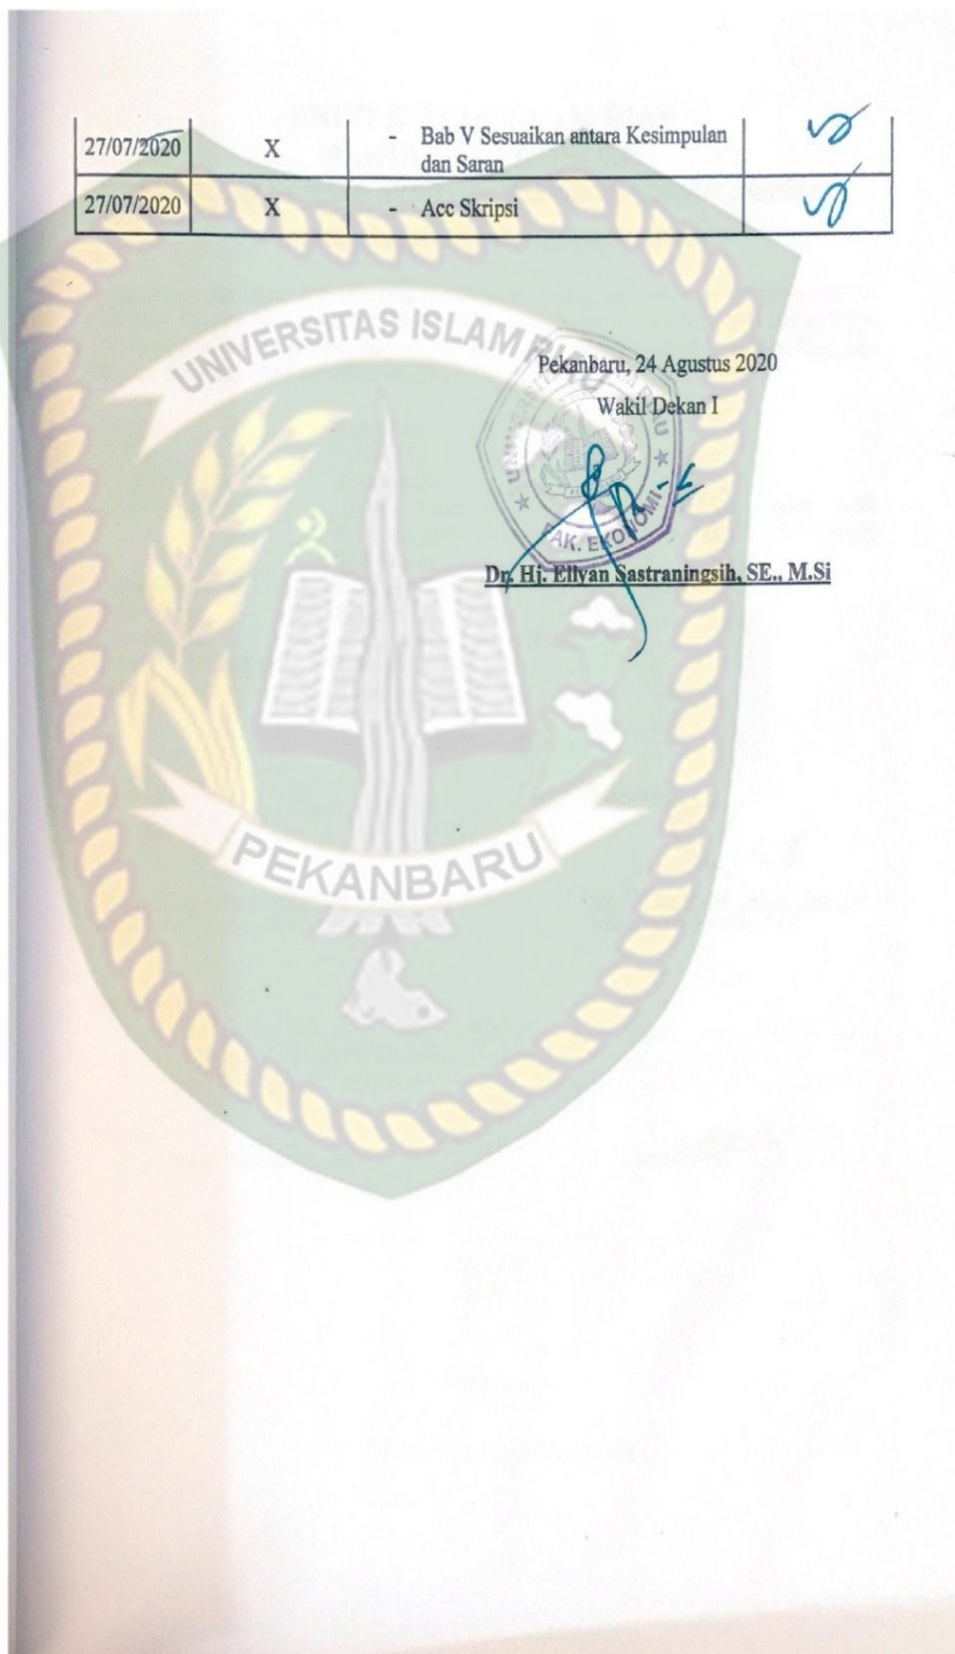 27/07/2020 X - Bab V Sesuaikan antara Kesimpulan
dan Saran
27/07/2020 X - Acc Skripsi
UNIVERSITAS ISLAM RIAU
Pekanbaru, 24 Agustus 2020
Wakil Dekan I
FAK. EKONOMI
Dr. Hj. Ellyan Sastraningsih, SE., M.Si
PEKANBARU